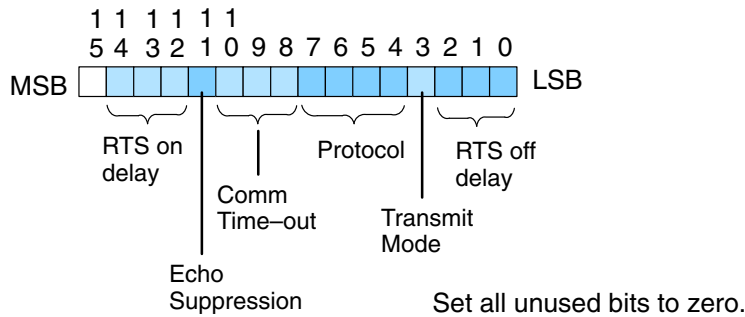 1 1 1 1 1 1
5 4 3 2 1 0 9 8 7 6 5 4 3 2 1 0
MSB LSB
RTS on
delay
Protocol
RTS off
delay
Comm
Time–out
Transmit
Mode
Echo
Suppression
Set all unused bits to zero.